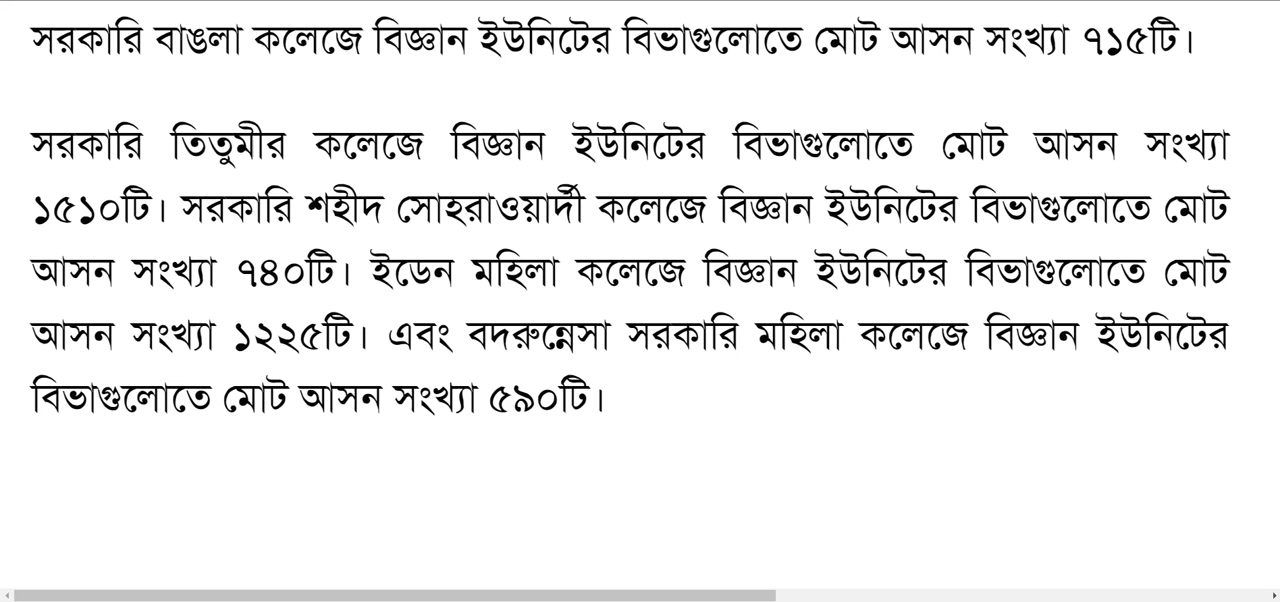 সরকারি বাঙলা কলেজে বিজ্ঞান ইউনিটের বিভাগুলোতে মোট আসন সংখ্যা ৭১৫টি।
সরকারি তিতুমীর কলেজে বিজ্ঞান ইউনিটের বিভাগুলোতে মোট আসন সংখ্যা
১৫১০টি। সরকারি শহীদ সোহরাওয়ার্দী কলেজে বিজ্ঞান ইউনিটের বিভাগুলোতে মোট
আসন সংখ্যা ৭৪০টি। ইডেন মহিলা কলেজে বিজ্ঞান ইউনিটের বিভাগুলোতে মোট
আসন সংখ্যা ১২২৫টি। এবং বদরুন্নেসা সরকারি মহিলা কলেজে বিজ্ঞান ইউনিটের
বিভাগুলোতে মোট আসন সংখ্যা ৫৯০টি।